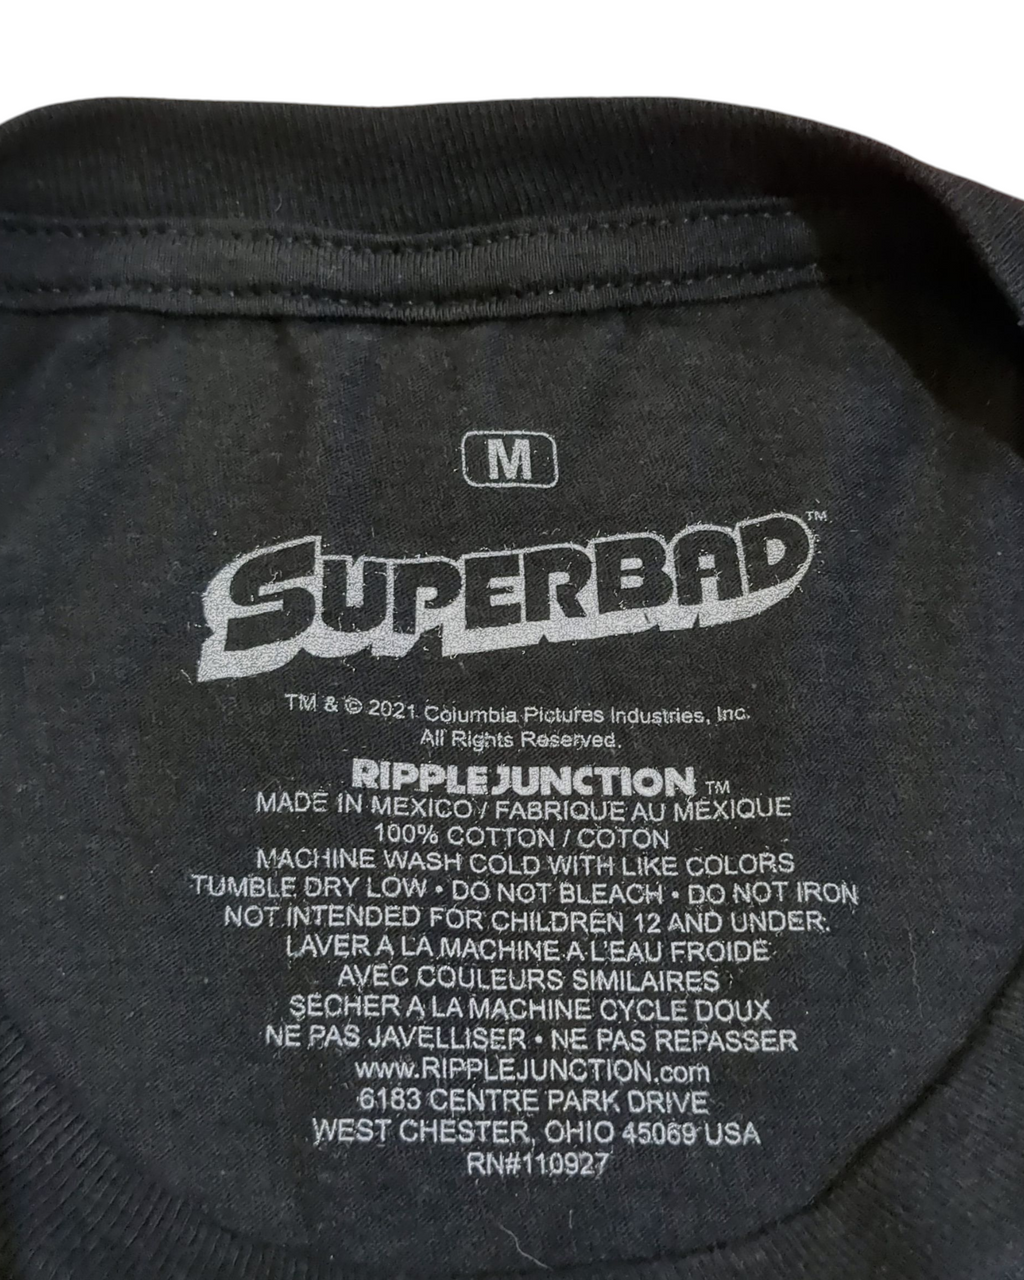 M
SUPERBAD™
TM & © 2021 Columbia Pictures Industries, Inc.
All Rights Reserved.
RIPPLE JUNCTION TM
MADE IN MEXICO / FABRIQUE AU MEXIQUE
100% COTTON / COTON
MACHINE WASH COLD WITH LIKE COLORS
TUMBLE DRY LOW • DO NOT BLEACH • DO NOT IRON
NOT INTENDED FOR CHILDREN 12 AND UNDER.
LAVER A LA MACHINE A L'EAU FROIDE
AVEC COULEURS SIMILAIRES
SECHER A LA MACHINE CYCLE DOUX
NE PAS JAVELLISER • NE PAS REPASSER
www.RIPPLEJUNCTION.com
6183 CENTRE PARK DRIVE
WEST CHESTER, OHIO 45069 USA
RN#110927